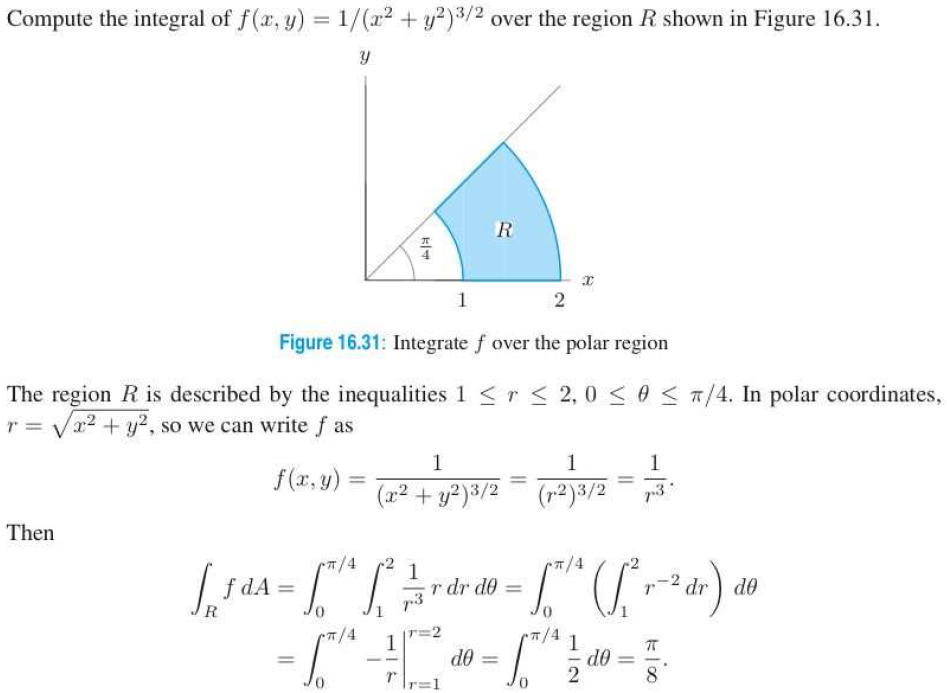 Compute the integral of f(x, y) = 1/(x² + y²)^{3/2} over the region R shown in Figure 16.31.
y
π/4
R
x
1 2
Figure 16.31: Integrate f over the polar region
The region R is described by the inequalities 1 ≤ r ≤ 2, 0 ≤ θ ≤ π/4. In polar coordinates,
r = √(x² + y²), so we can write f as
f(x, y) = 1/(x² + y²)^{3/2} = 1/(r²)^{3/2} = 1/r³.
Then
∫_R f dA = ∫_0^{π/4} ∫_1^2 1/r³ r dr dθ = ∫_0^{π/4} (∫_1^2 r^{-2} dr) dθ
= ∫_0^{π/4} -1/r |_{r=1}^{r=2} dθ = ∫_0^{π/4} 1/2 dθ = π/8.